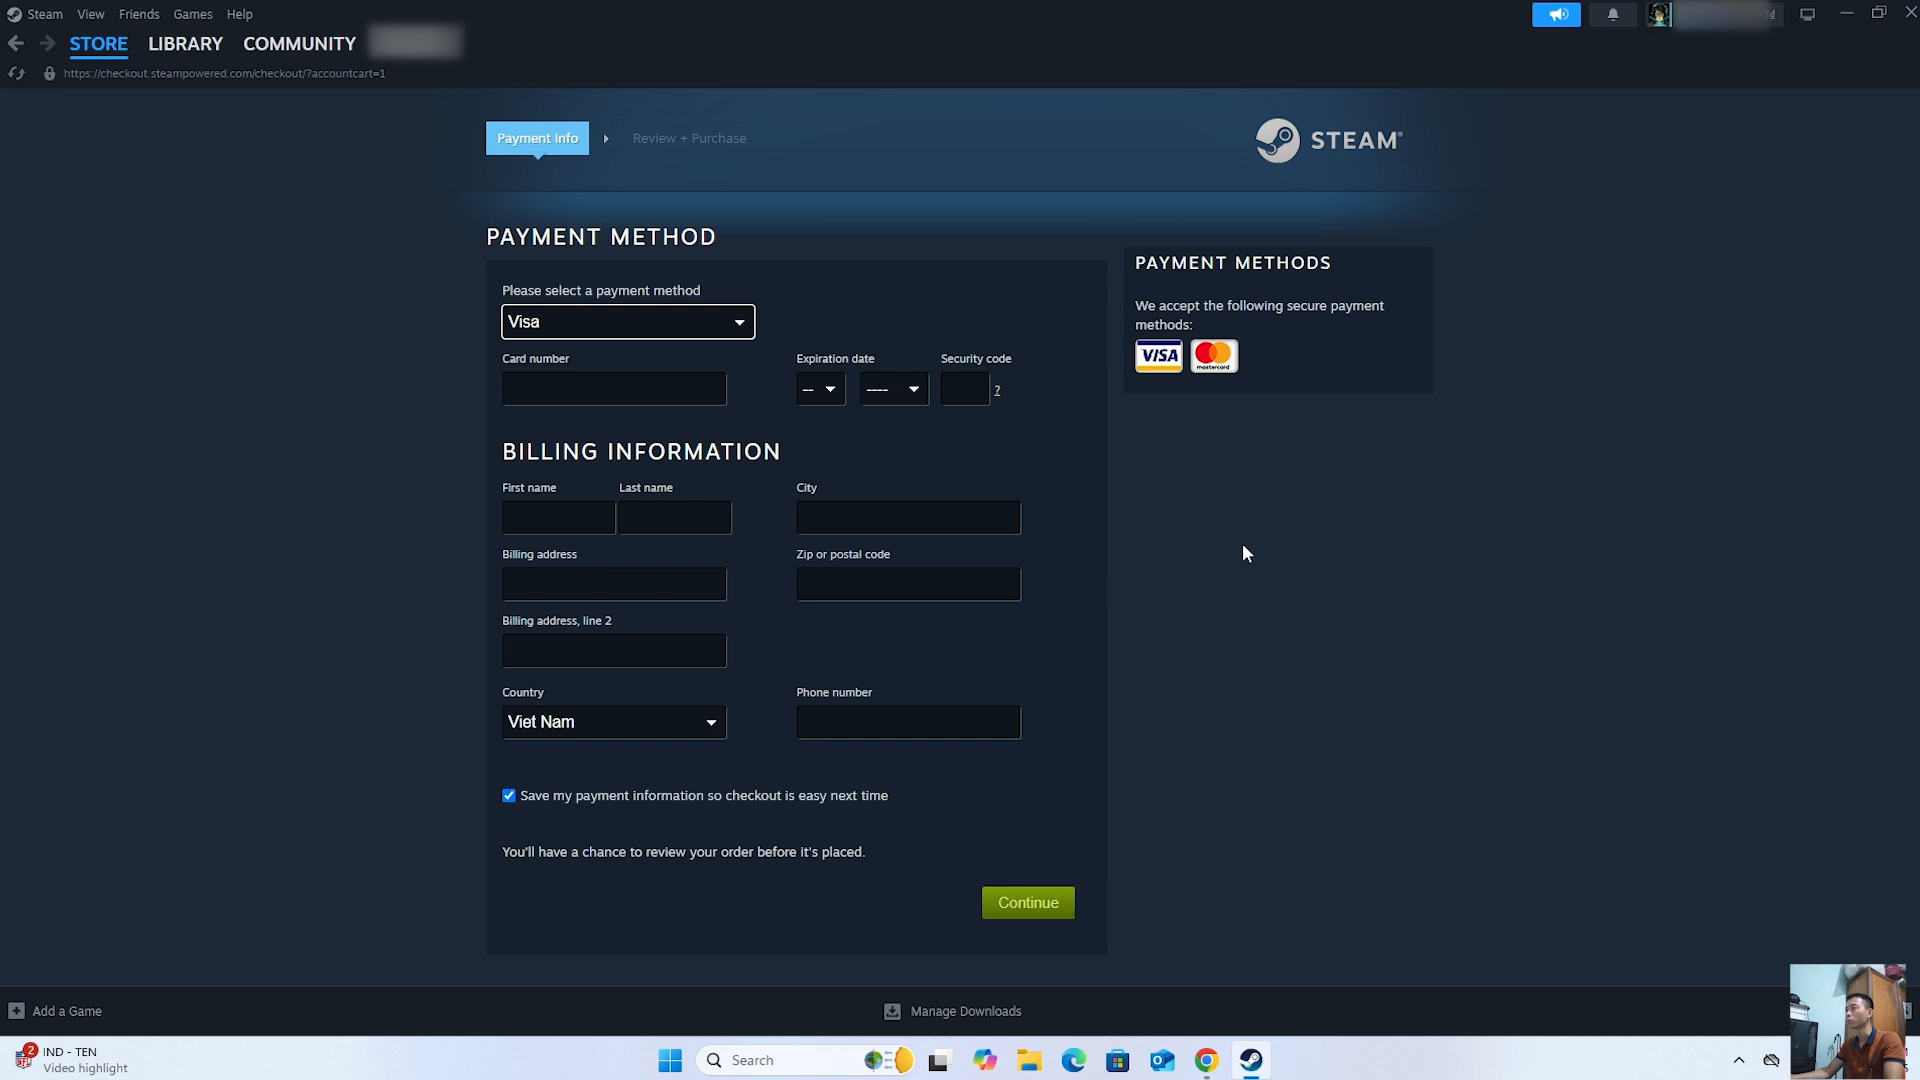 Steam View Friends Games Help
STORE LIBRARY COMMUNITY
https://checkout.steampowered.com/checkout/?accountcart=1
Payment Info Review + Purchase
STEAM®
PAYMENT METHOD
Please select a payment method
Visa
Card number Expiration date Security code
-- ---- ?
BILLING INFORMATION
First name Last name City
Billing address Zip or postal code
Billing address, line 2
Country Phone number
Viet Nam
Save my payment information so checkout is easy next time
You'll have a chance to review your order before it's placed.
Continue
PAYMENT METHODS
We accept the following secure payment
methods:
VISA mastercard
Add a Game Manage Downloads
2 IND - TEN
Video highlight
Search